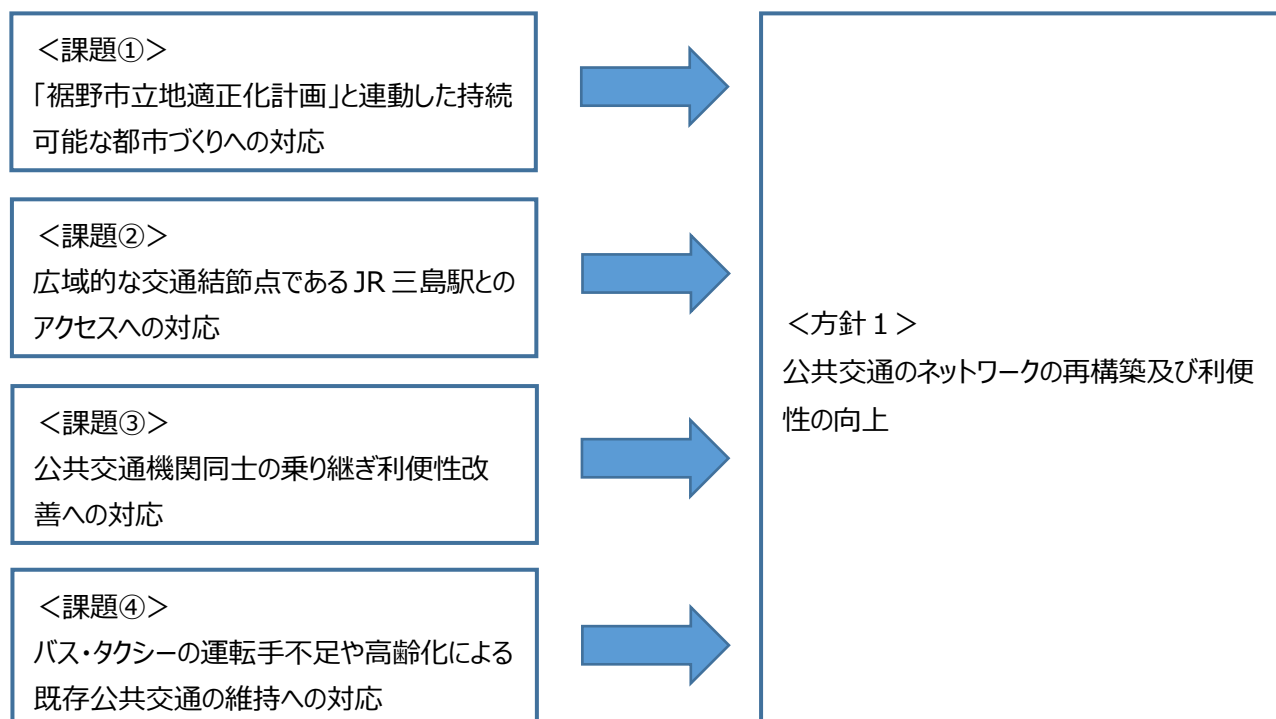 ＜課題①＞
「裾野市立地適正化計画」と連動した持続
可能な都市づくりへの対応
＜課題②＞
広域的な交通結節点である JR 三島駅との
アクセスへの対応
＜課題③＞
公共交通機関同士の乗り継ぎ利便性改
善への対応
＜課題④＞
バス・タクシーの運転手不足や高齢化による
既存公共交通の維持への対応
＜方針１＞
公共交通のネットワークの再構築及び利便
性の向上